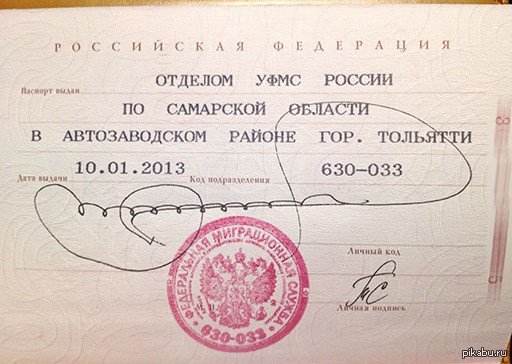 РОССИЙСКАЯ ФЕДЕРАЦИЯ
Паспорт выдан
ОТДЕЛОМ УФМС РОССИИ
ПО САМАРСКОЙ ОБЛАСТИ
В АВТОЗАВОДСКОМ РАЙОНЕ ГОР. ТОЛЬЯТТИ
Дата выдачи 10.01.2013 Код подразделения 630-033
ФЕДЕРАЛЬНАЯ МИГРАЦИОННАЯ СЛУЖБА
630-033
Личный код
Личная подпись
pikabu.ru